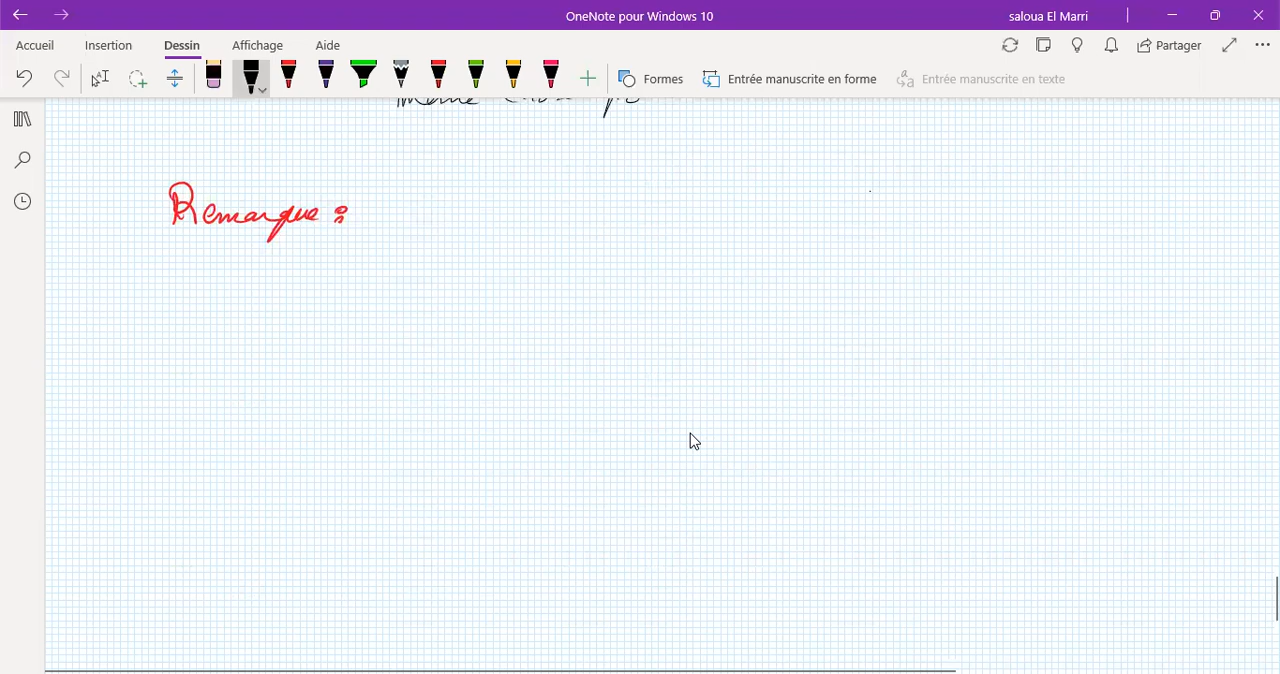 OneNote pour Windows 10
saloua El Marri
Accueil
Insertion
Dessin
Affichage
Aide
Partager
Formes
Entrée manuscrite en forme
Entrée manuscrite en texte
Remarque :